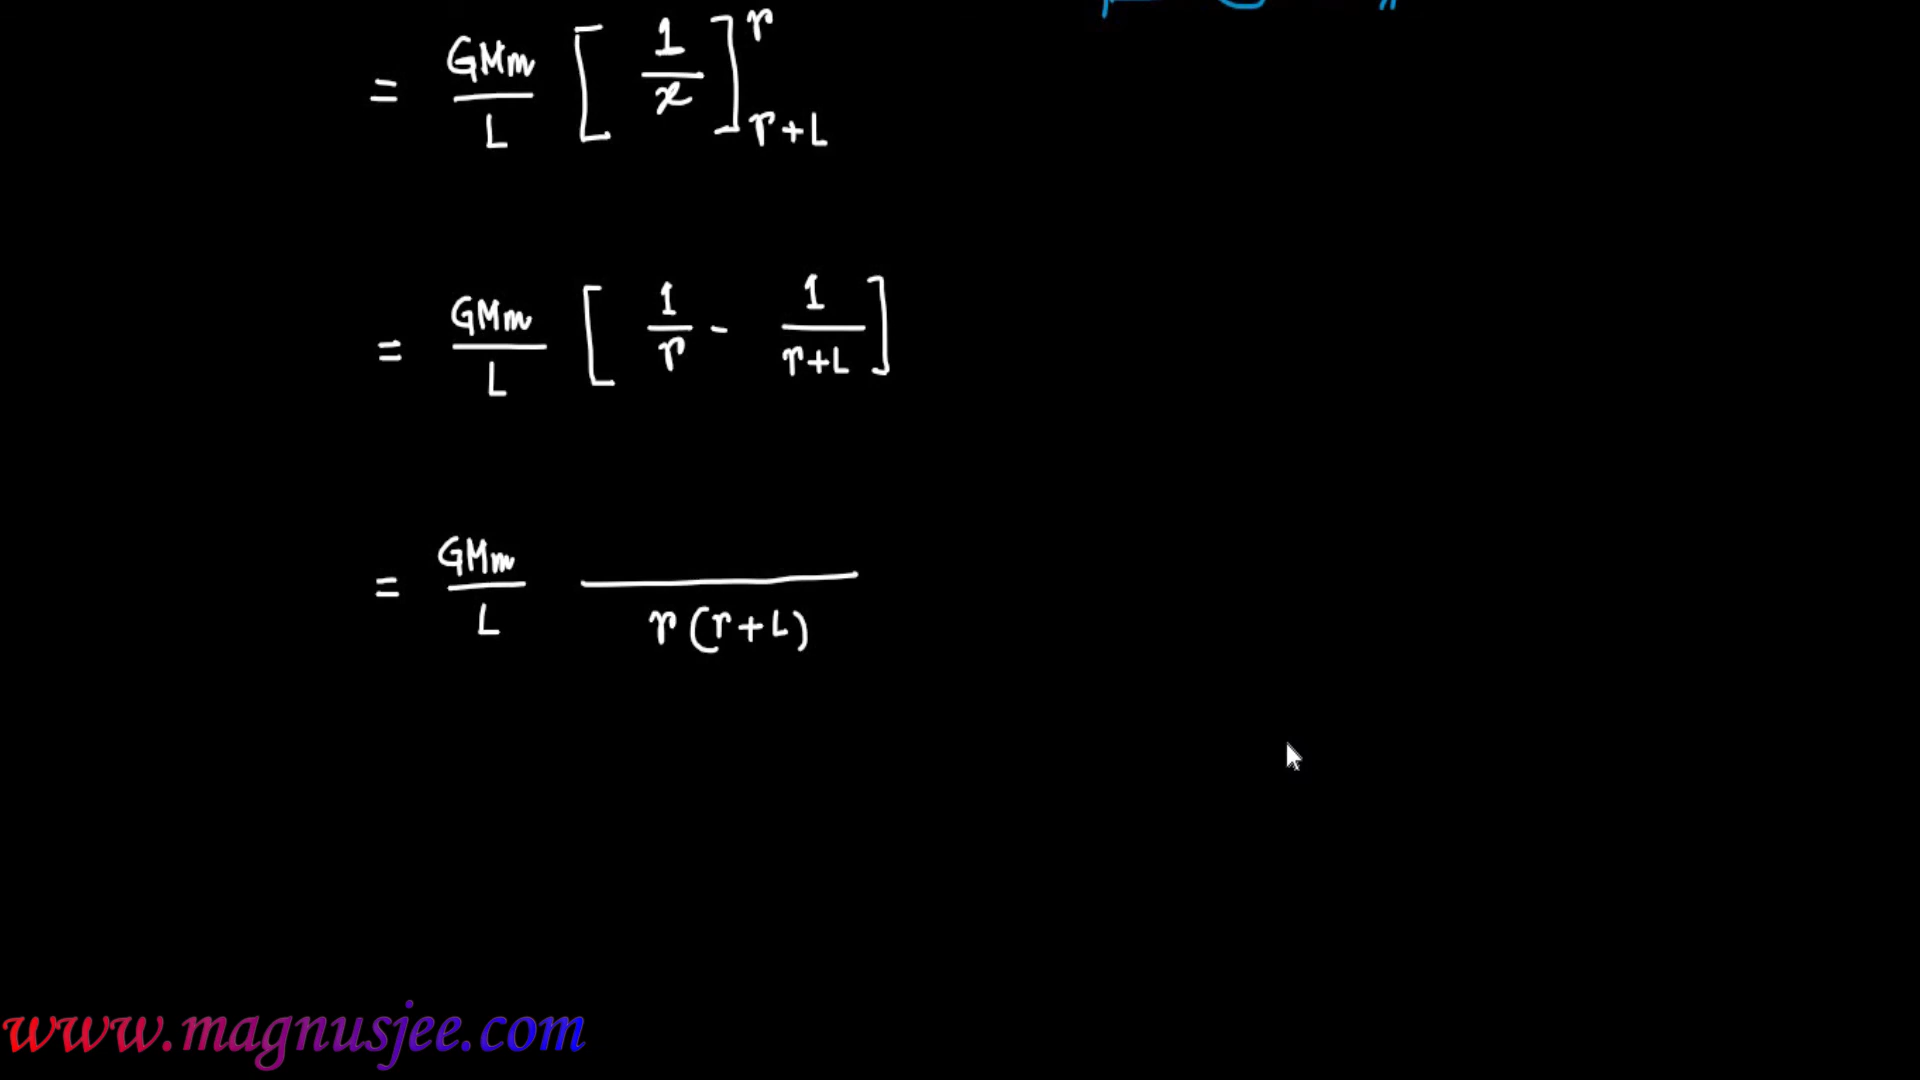 = GMm/L [ 1/x ]_{r+L}^{r}
= GMm/L [ 1/r - 1/r+L ]
= GMm/L  /r(r+L)
www.magnusjee.com